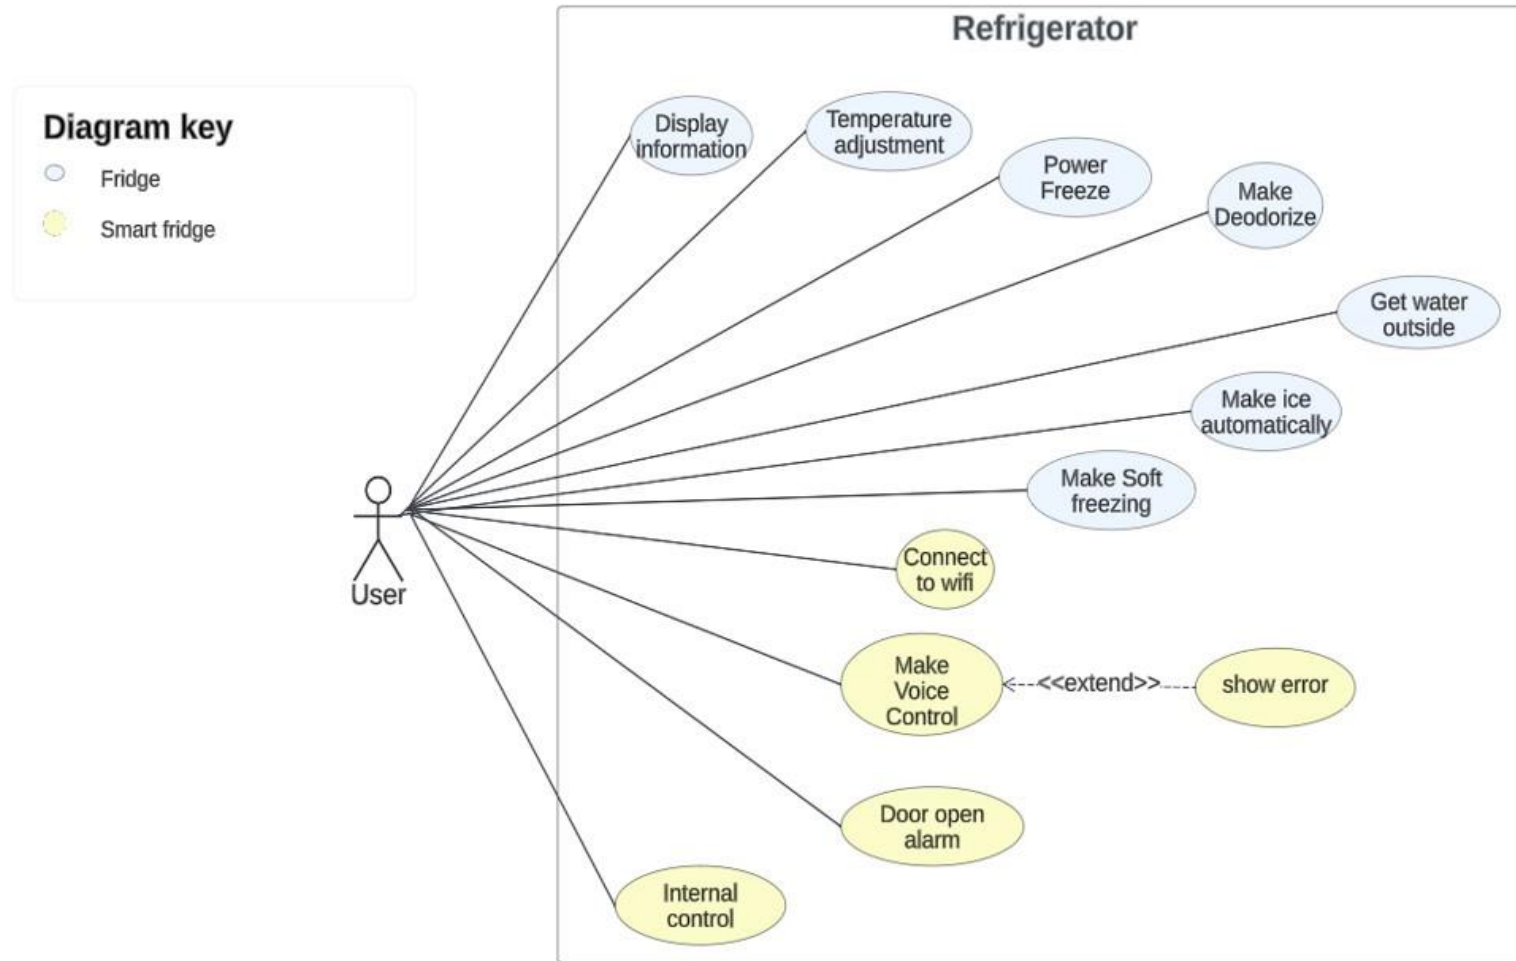 Refrigerator
Diagram key
Fridge
Smart fridge
Display
information
Temperature
adjustment
Power
Freeze
Make
Deodorize
Get water
outside
Make ice
automatically
Make Soft
freezing
User
Connect
to wifi
Make
Voice
Control
<<extend>>
show error
Door open
alarm
Internal
control